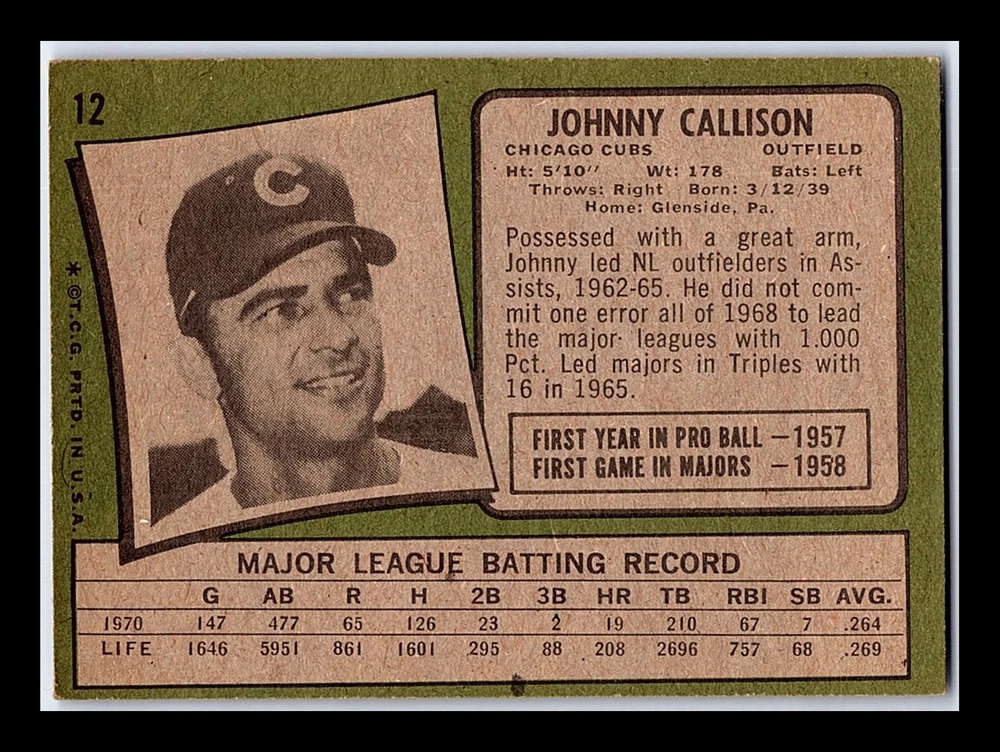 12
C
* ©T.C.G. PRTD. IN U.S.A.
JOHNNY CALLISON
CHICAGO CUBS OUTFIELD
Ht: 5'10" Wt: 178 Bats: Left
Throws: Right Born: 3/12/39
Home: Glenside, Pa.
Possessed with a great arm,
Johnny led NL outfielders in As-
sists, 1962-65. He did not com-
mit one error all of 1968 to lead
the major leagues with 1.000
Pct. Led majors in Triples with
16 in 1965.
FIRST YEAR IN PRO BALL —1957
FIRST GAME IN MAJORS —1958
MAJOR LEAGUE BATTING RECORD
G AB R H 2B 3B HR TB RBI SB AVG.
1970 147 477 65 126 23 2 19 210 67 7 .264
LIFE 1646 5951 861 1601 295 88 208 2696 757 68 .269